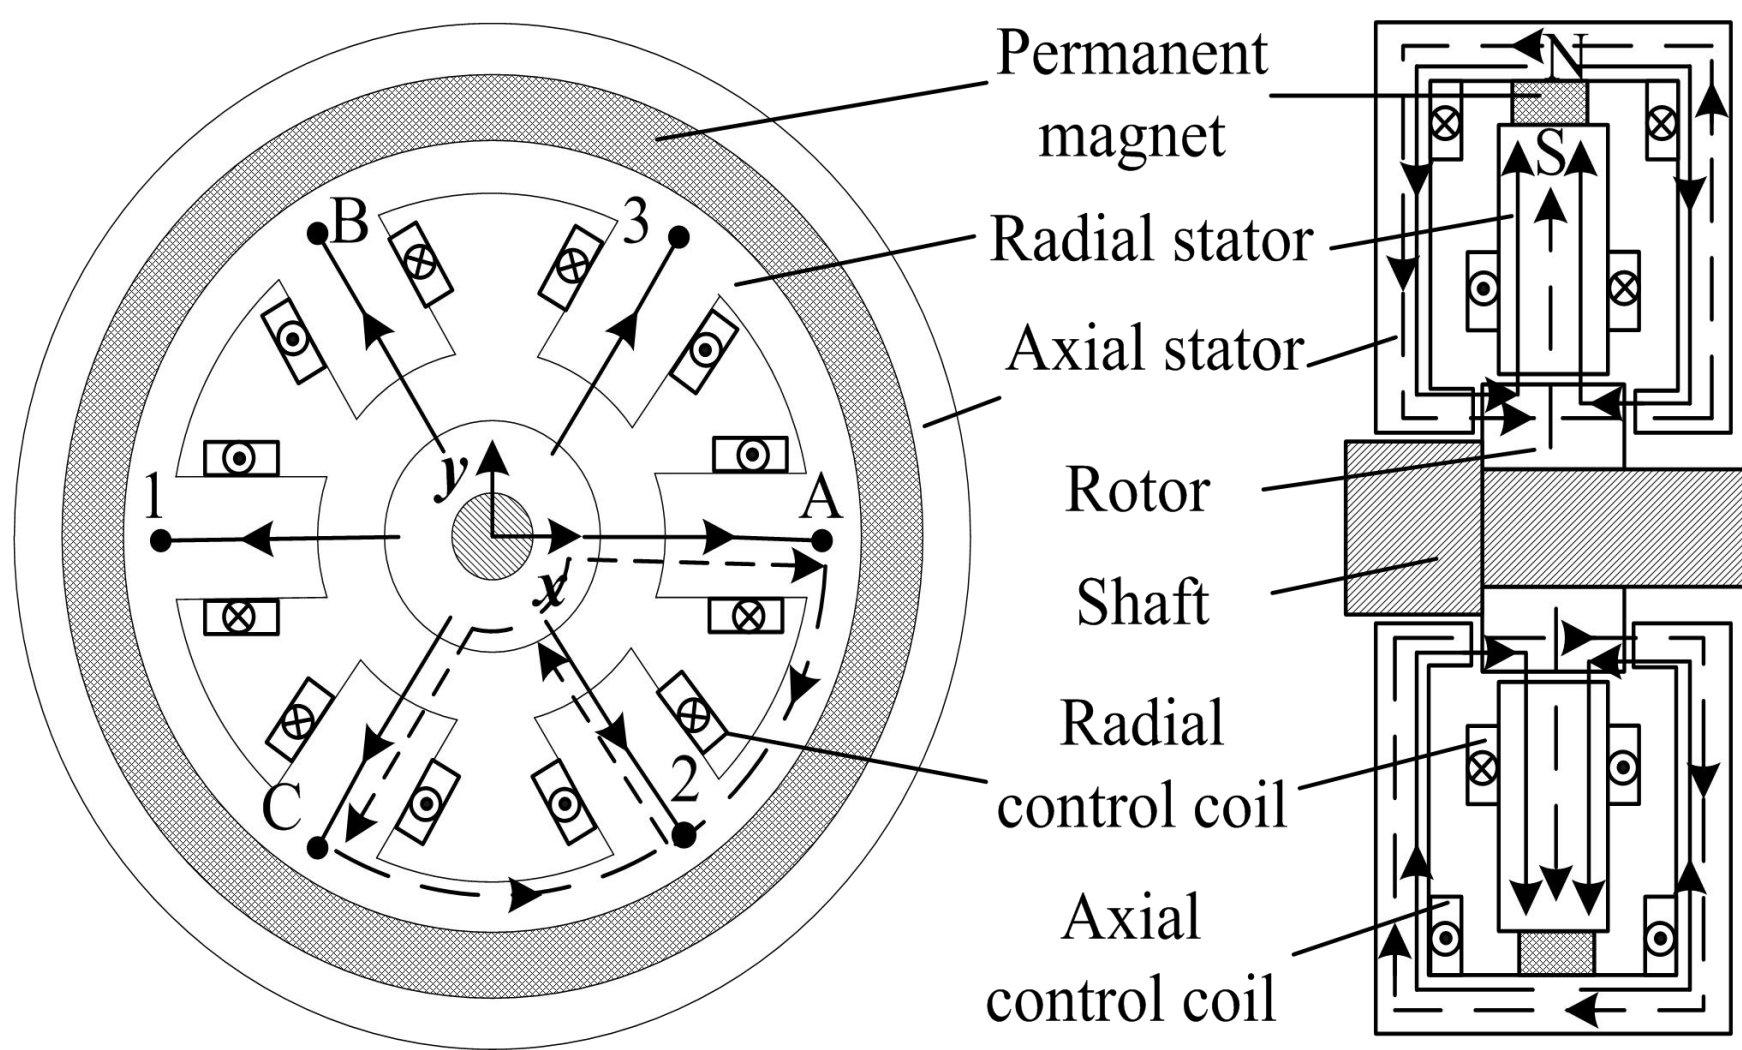 Permanent
magnet
N
S
B
3
Radial stator
Axial stator
y
1
A
Rotor
x
Shaft
C
2
Radial
control coil
Axial
control coil